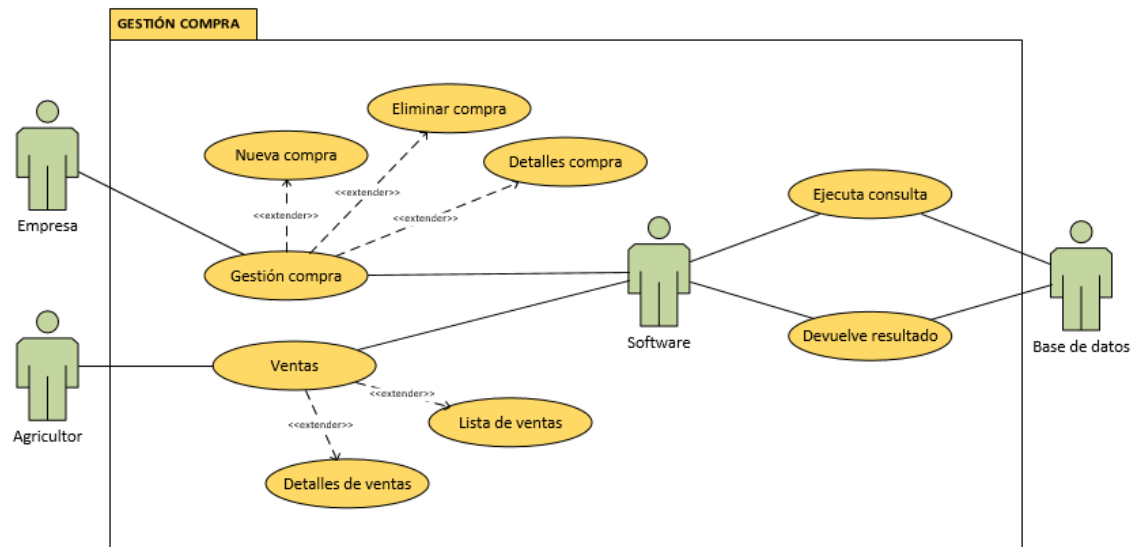 GESTIÓN COMPRA
Eliminar compra
Nueva compra
Detalles compra
<<extender>>
<<extender>>
<<extender>>
Empresa
Gestión compra
Ejecuta consulta
Software
Devuelve resultado
Base de datos
Ventas
Agricultor
<<extender>>
<<extender>>
Lista de ventas
Detalles de ventas